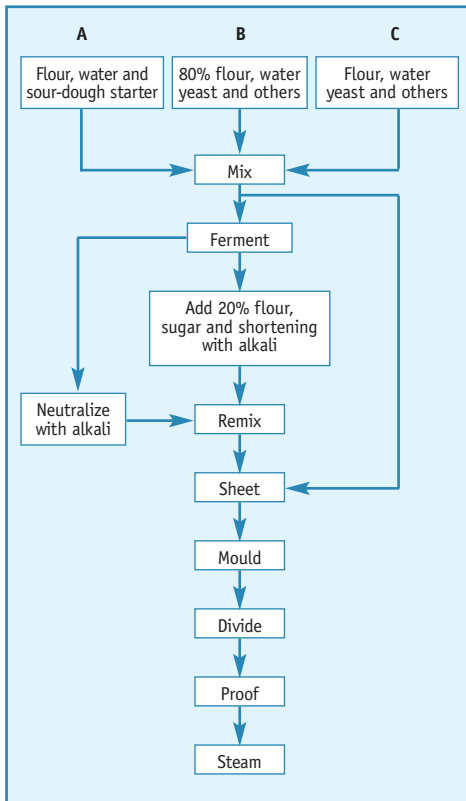 A
B
C
Flour, water and
sour-dough starter
80% flour, water
yeast and others
Flour, water
yeast and others
Mix
Ferment
Add 20% flour,
sugar and shortening
with alkali
Neutralize
with alkali
Remix
Sheet
Mould
Divide
Proof
Steam